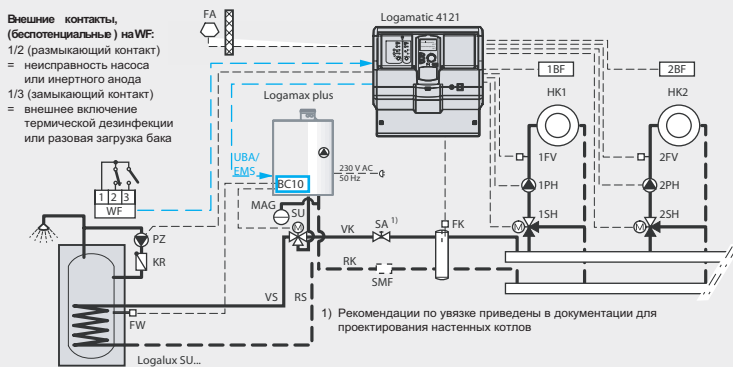 Внешние контакты,
(беспотенциальные ) на WF:
1/2 (размыкающий контакт)
= неисправность насоса
или инертного анода
1/3 (замыкающий контакт)
= внешнее включение
термической дезинфекции
или разовая загрузка бака
FA
Logamatic 4121
1BF
2BF
HK1
HK2
Logamax plus
UBA/
EMS
BC10
230 V AC
50 Hz
1FV
2FV
1PH
2PH
1SH
2SH
M
M
1 2 3
WF
MAG
SU
M
VK
SA 1)
FK
RK
SMF
PZ
KR
VS
RS
FW
Logalux SU...
1) Рекомендации по увязке приведены в документации для
проектирования настенных котлов